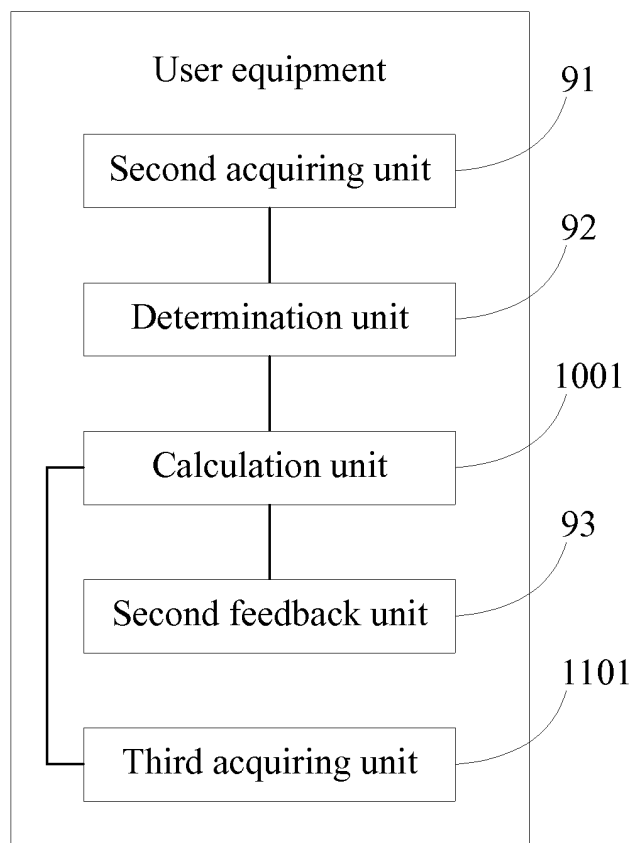 User equipment
91
Second acquiring unit
92
Determination unit
1001
Calculation unit
93
Second feedback unit
1101
Third acquiring unit